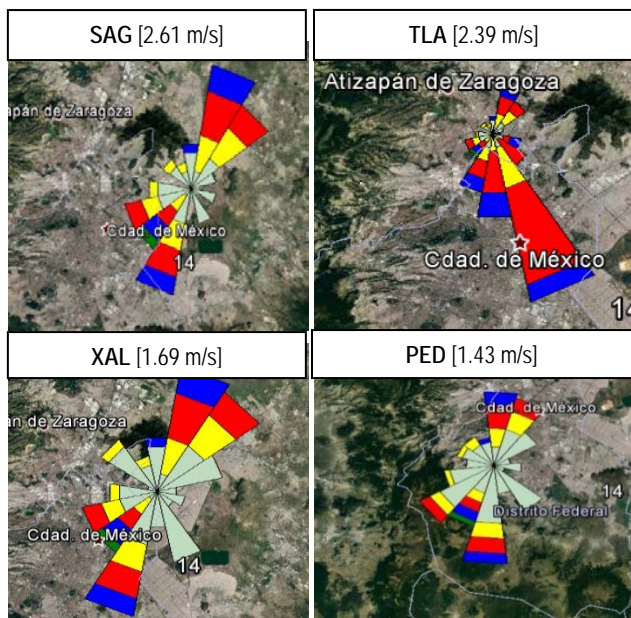 SAG [2.61 m/s]
TLA [2.39 m/s]
apán de Zaragoza
Cdad. de México
14
Atizapán de Zaragoza
Cdad. de México
14
XAL [1.69 m/s]
PED [1.43 m/s]
án de Zaragoza
Cdad. de México
14
Cdad. de México
14
Distrito Federal